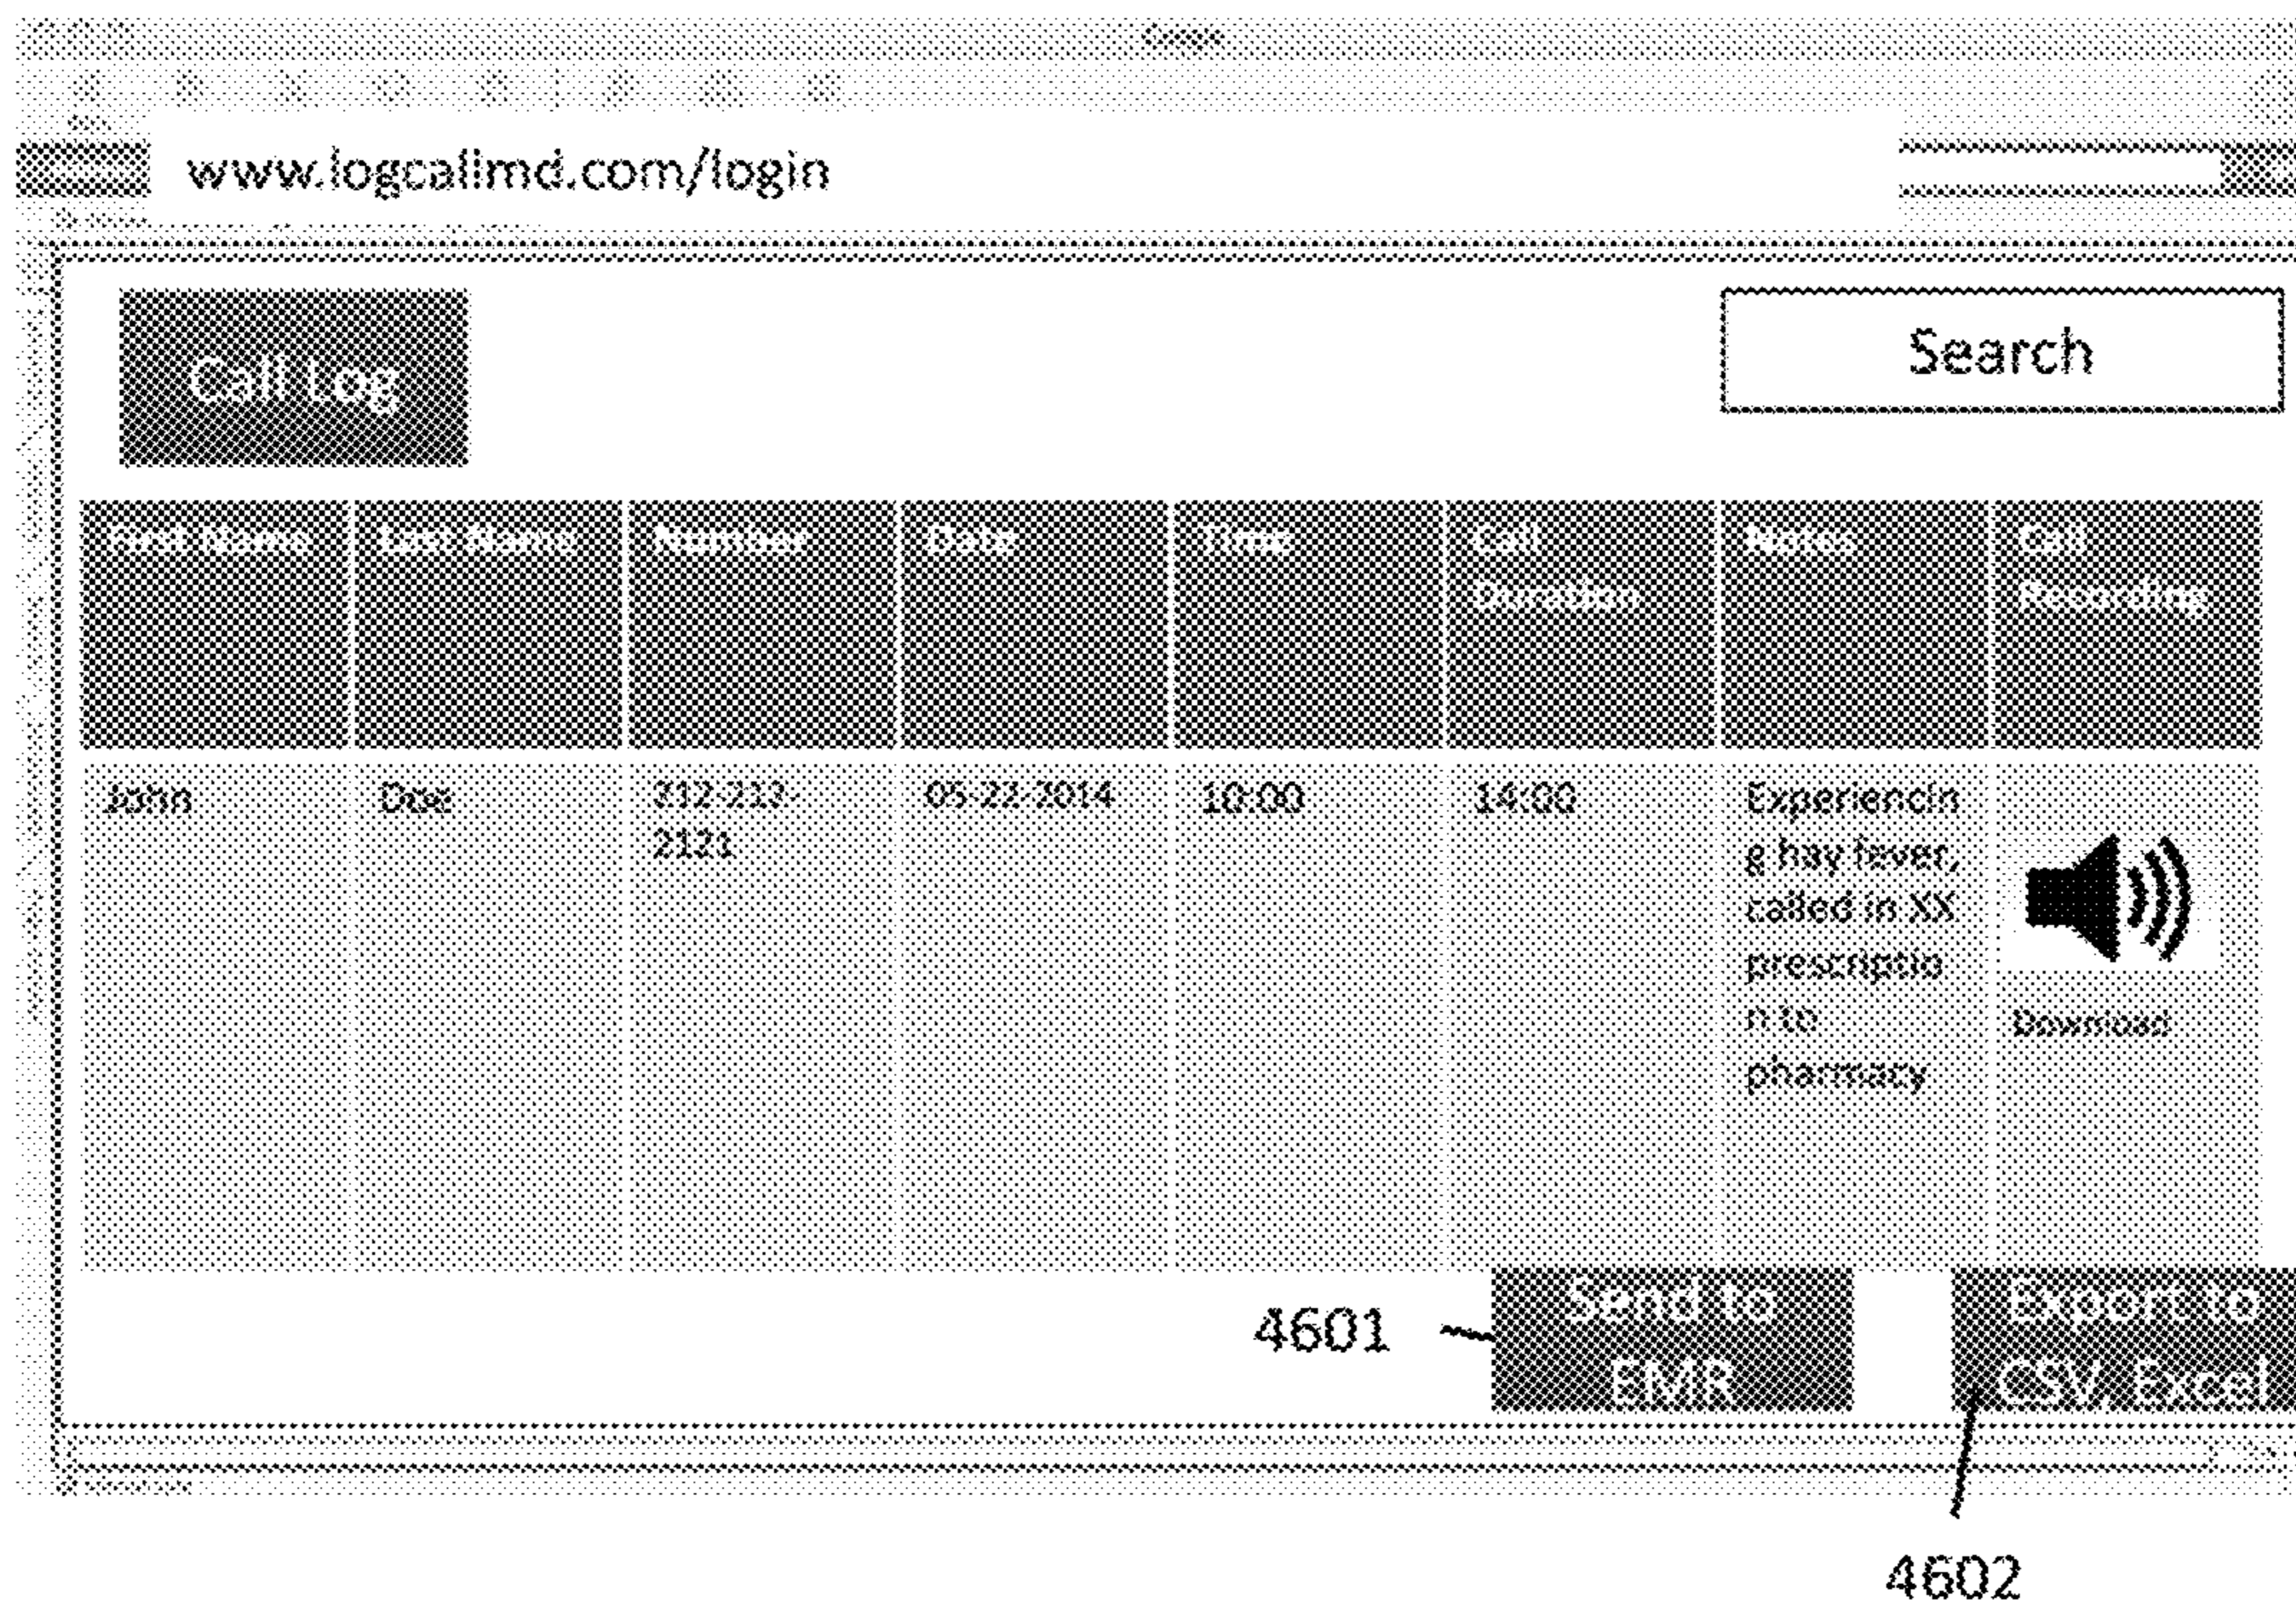 www.logcallmd.com/login
Call Log
Search
First Name
Last Name
Number
Date
Time
Call
Duration
Notes
Call
Recording
John
Doe
212-212-
2121
05-22-2014
10:00
14:00
Experiencin
g hay fever,
called in XX
prescriptio
n to
pharmacy
Download
4601
Send to
EMR
Export to
CSV, Excel
4602